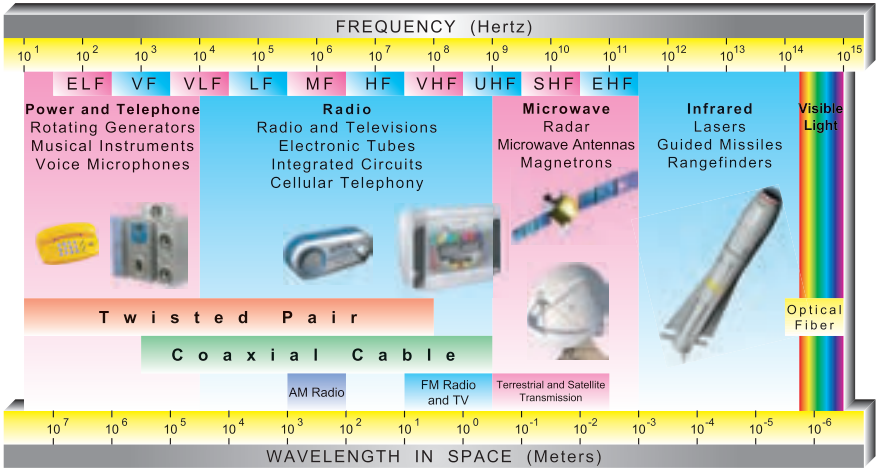 FREQUENCY (Hertz)
10^1 10^2 10^3 10^4 10^5 10^6 10^7 10^8 10^9 10^10 10^11 10^12 10^13 10^14 10^15
ELF VF VLF LF MF HF VHF UHF SHF EHF
Power and Telephone
Rotating Generators
Musical Instruments
Voice Microphones
Radio
Radio and Televisions
Electronic Tubes
Integrated Circuits
Cellular Telephony
Microwave
Radar
Microwave Antennas
Magnetrons
Infrared
Lasers
Guided Missiles
Rangefinders
Visible
Light
Twisted Pair
Optical
Fiber
Coaxial Cable
AM Radio
FM Radio
and TV
Terrestrial and Satellite
Transmission
10^7 10^6 10^5 10^4 10^3 10^2 10^1 10^0 10^-1 10^-2 10^-3 10^-4 10^-5 10^-6
WAVELENGTH IN SPACE (Meters)